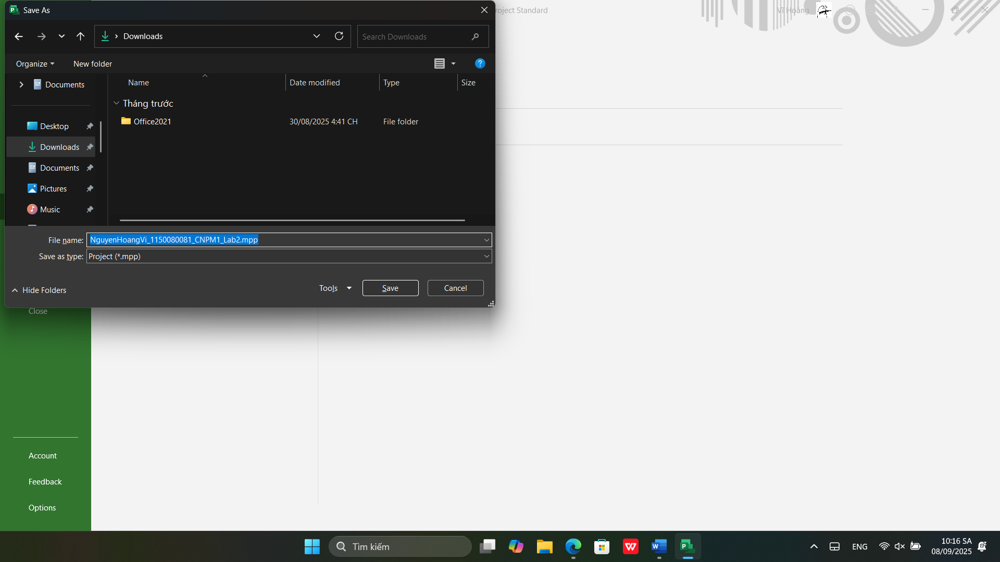 Save As
roject Standard
Vĩ Hoàng
Downloads
Search Downloads
Organize
New folder
Documents
Name
Date modified
Type
Size
Tháng trước
Office2021
30/08/2025 4:41 CH
File folder
Desktop
Downloads
Documents
Pictures
Music
File name:
NguyenHoangVi_1150080081_CNPM1_Lab2.mpp
Save as type:
Project (*.mpp)
Hide Folders
Tools
Save
Cancel
Close
Account
Feedback
Options
Tìm kiếm
ENG
10:16 SA
08/09/2025